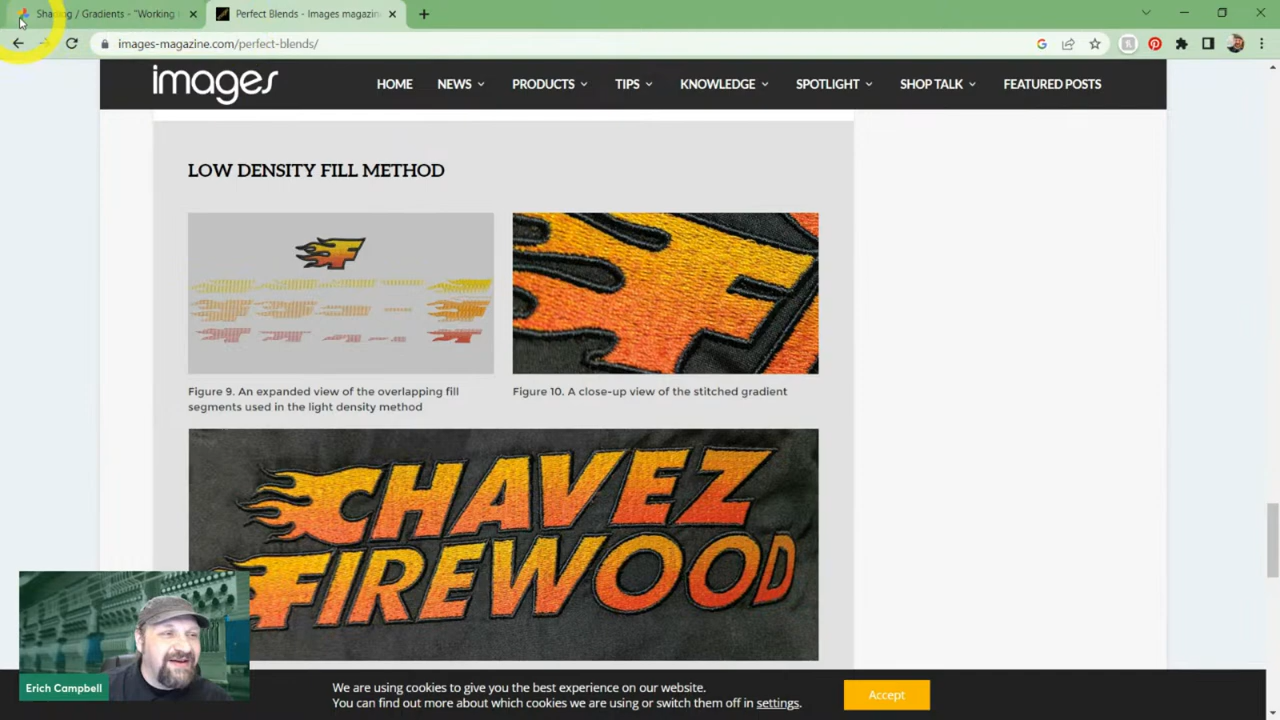 Shading / Gradients - "Working
Perfect Blends - Images magazin
images-magazine.com/perfect-blends/
images
HOME NEWS PRODUCTS TIPS KNOWLEDGE SPOTLIGHT SHOP TALK FEATURED POSTS
LOW DENSITY FILL METHOD
Figure 9. An expanded view of the overlapping fill
segments used in the light density method
Figure 10. A close-up view of the stitched gradient
CHAVEZ
FIREWOOD
Erich Campbell
We are using cookies to give you the best experience on our website.
You can find out more about which cookies we are using or switch them off in settings.
Accept